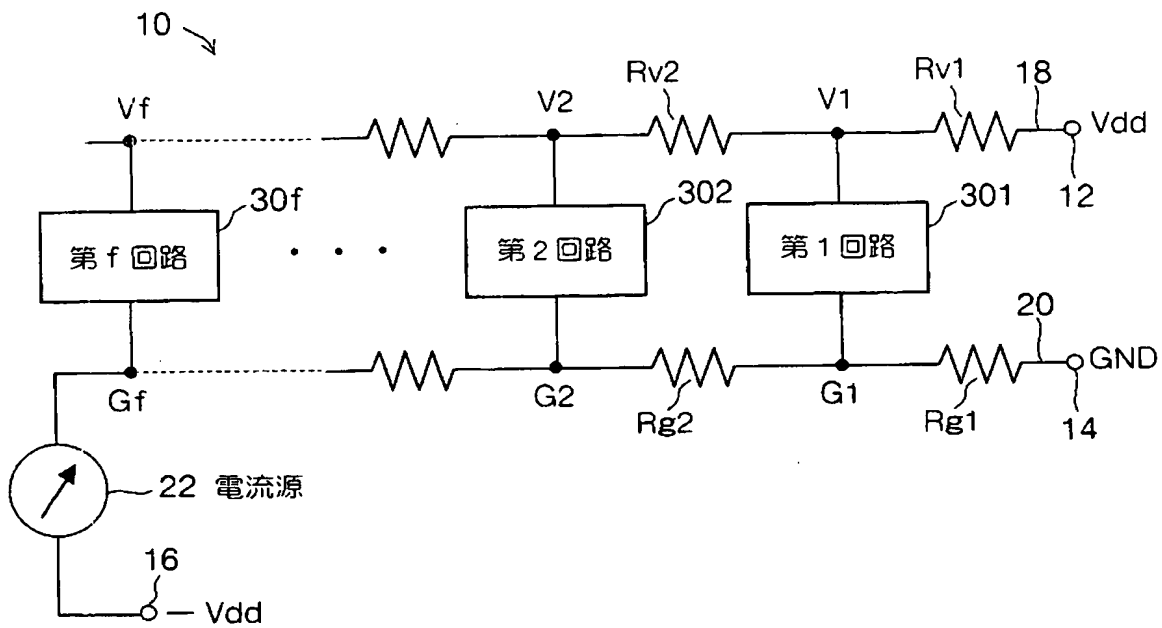 10
Vf
V2
Rv2
V1
Rv1
18
Vdd
12
30f
302
301
第f回路
・・・
第2回路
第1回路
20
GND
14
Gf
G2
Rg2
G1
Rg1
22 電流源
16
- Vdd